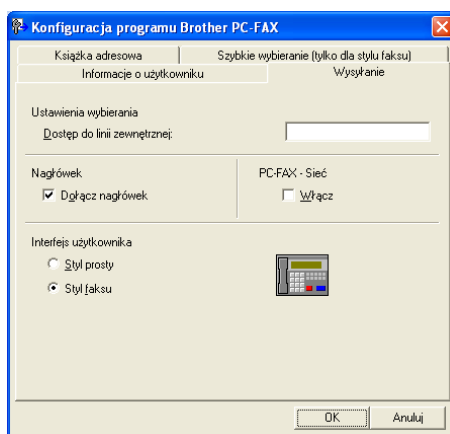 Konfiguracja programu Brother PC-FAX
Książka adresowa
Szybkie wybieranie (tylko dla stylu faksu)
Informacje o użytkowniku
Wysyłanie
Ustawienia wybierania
Dostęp do linii zewnętrznej:
Nagłówek
PC-FAX - Sieć
Dołącz nagłówek
Włącz
Interfejs użytkownika
Styl prosty
Styl faksu
OK
Anuluj